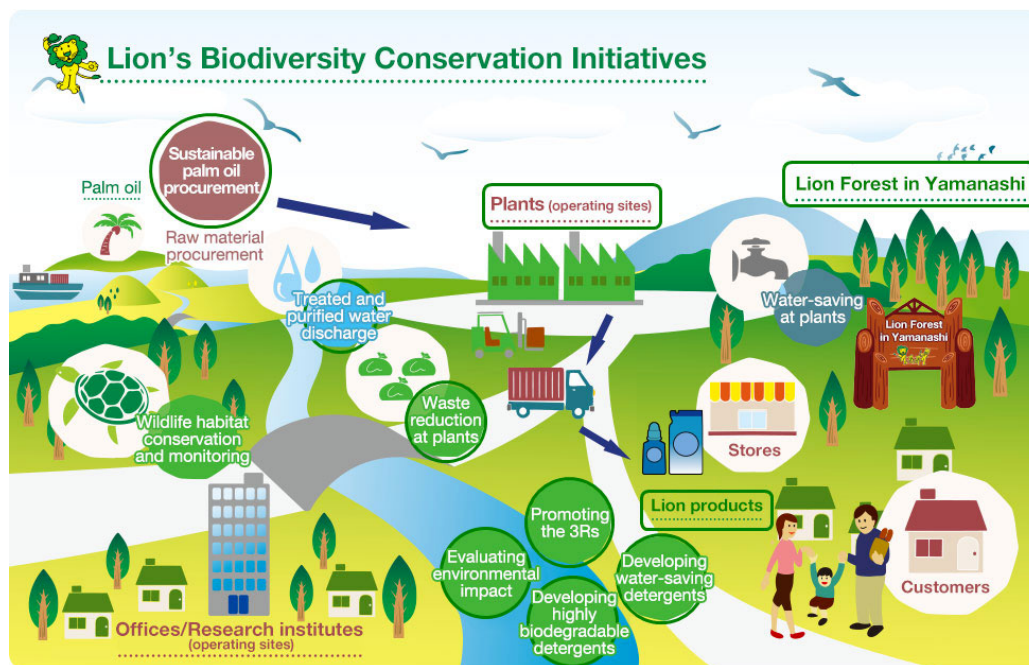 Lion's Biodiversity Conservation Initiatives
Sustainable
palm oil
procurement
Palm oil
Raw material
procurement
Plants (operating sites)
Lion Forest in Yamanashi
Treated and
purified water
discharge
Water-saving
at plants
Lion Forest
in Yamanashi
Waste
reduction
at plants
Wildlife habitat
conservation
and monitoring
Stores
Lion products
Promoting
the 3Rs
Evaluating
environmental
impact
Developing
water-saving
detergents
Developing
highly
biodegradable
detergents
Customers
Offices/Research institutes
(operating sites)